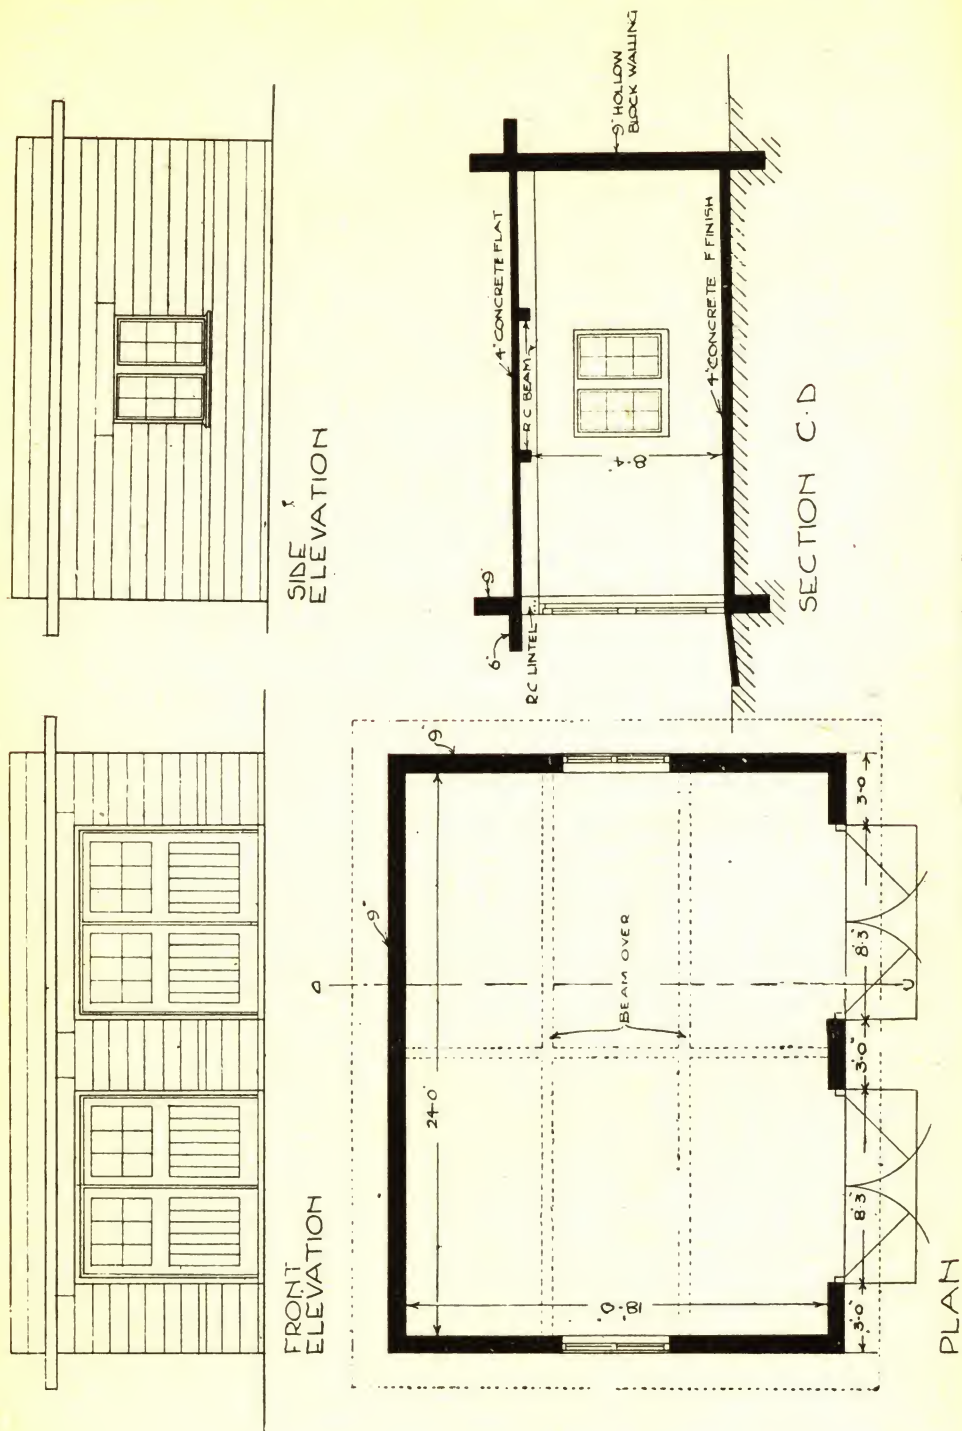 FRONT
ELEVATION
SIDE
ELEVATION
9"
9"
24-0"
18-0"
BEAM OVER
D
C
3-0"
8-3"
3-0"
8-3"
3-0"
PLAN
6"
9"
RC LINTEL
4" CONCRETE FLAT
RC BEAM
8-4"
4" CONCRETE F FINISH
9" HOLLOW
BLOCK WALLING
SECTION C-D